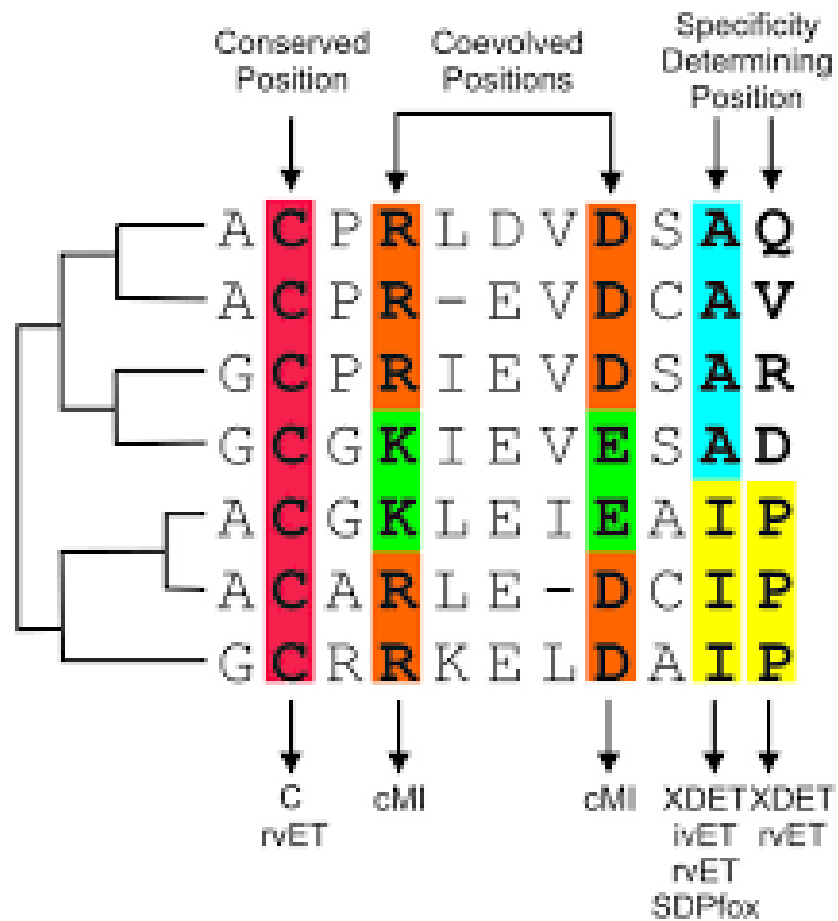 Conserved Position
Coevolved Positions
Specificity Determining Position
A C P R L D V D S A Q
A C P R - E V D C A V
G C P R I E V D S A R
G C G K I E V E S A D
A C G K L E I E A I P
A C A R L E - D C I P
G C R R K E L D A I P
C cMI cMI XDET XDET
rvET ivET rvET
rvET
SDPfox